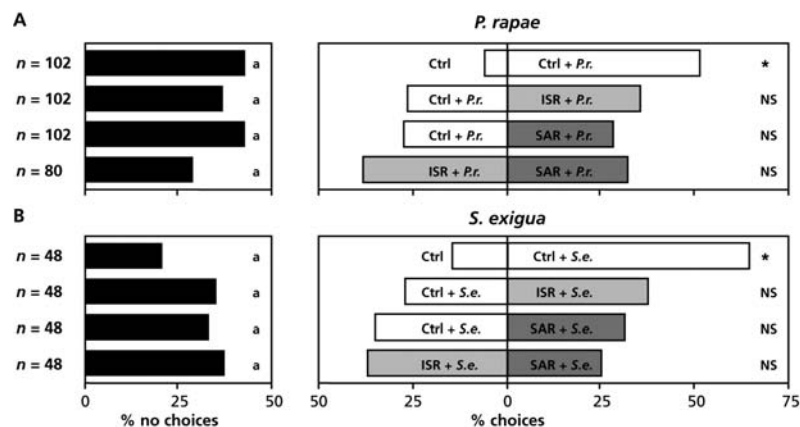 A P. rapae
n = 102 a Ctrl Ctrl + P.r. *
n = 102 a Ctrl + P.r. ISR + P.r. NS
n = 102 a Ctrl + P.r. SAR + P.r. NS
n = 80 a ISR + P.r. SAR + P.r. NS
B S. exigua
n = 48 a Ctrl Ctrl + S.e. *
n = 48 a Ctrl + S.e. ISR + S.e. NS
n = 48 a Ctrl + S.e. SAR + S.e. NS
n = 48 a ISR + S.e. SAR + S.e. NS
0 25 50 50 25 0 25 50 75
% no choices % choices